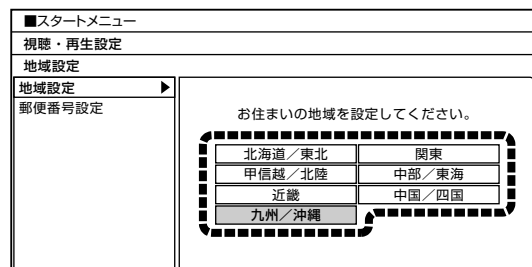 ■スタートメニュー
視聴・再生設定
地域設定
地域設定 ▶
郵便番号設定
お住まいの地域を設定してください。
北海道／東北 関東
甲信越／北陸 中部／東海
近畿 中国／四国
九州／沖縄